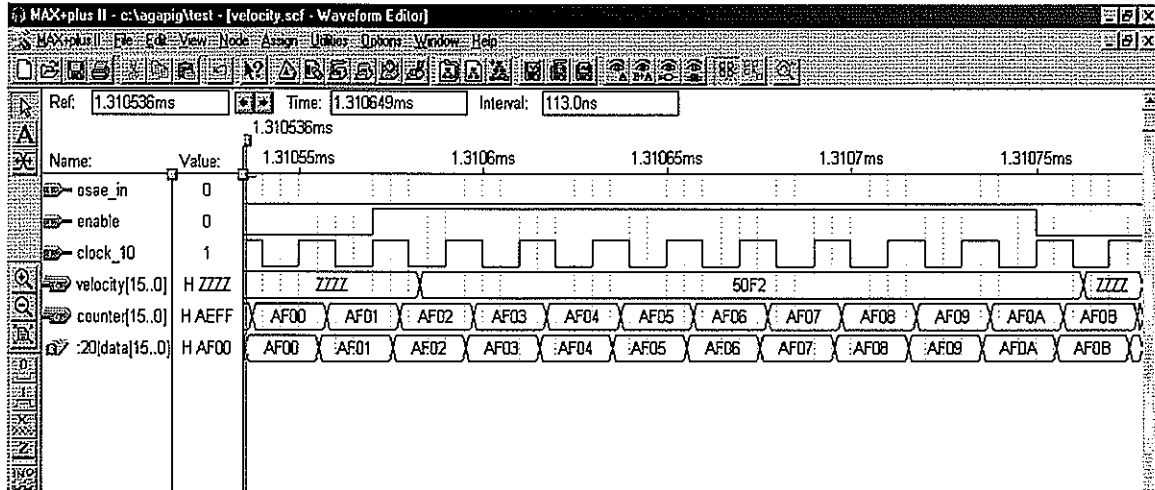 MAX+plus II - c:\agapig\test - [velocity.scf - Waveform Editor]
MAX+plus II File Edit View Node Assign Utilities Options Window Help
Ref: 1.310536ms Time: 1.310649ms Interval: 113.0ns
1.310536ms
Name: Value: 1.31055ms 1.3106ms 1.31065ms 1.3107ms 1.31075ms
osae_in 0
enable 0
clock_10 1
velocity[15..0] H ZZZZ ZZZZ 50F2 ZZZZ
counter[15..0] H AEFF AF00 AF01 AF02 AF03 AF04 AF05 AF06 AF07 AF08 AF09 AF0A AF0B
:20|data[15..0] H AF00 AF00 AF01 AF02 AF03 AF04 AF05 AF06 AF07 AF08 AF09 AF0A AF0B